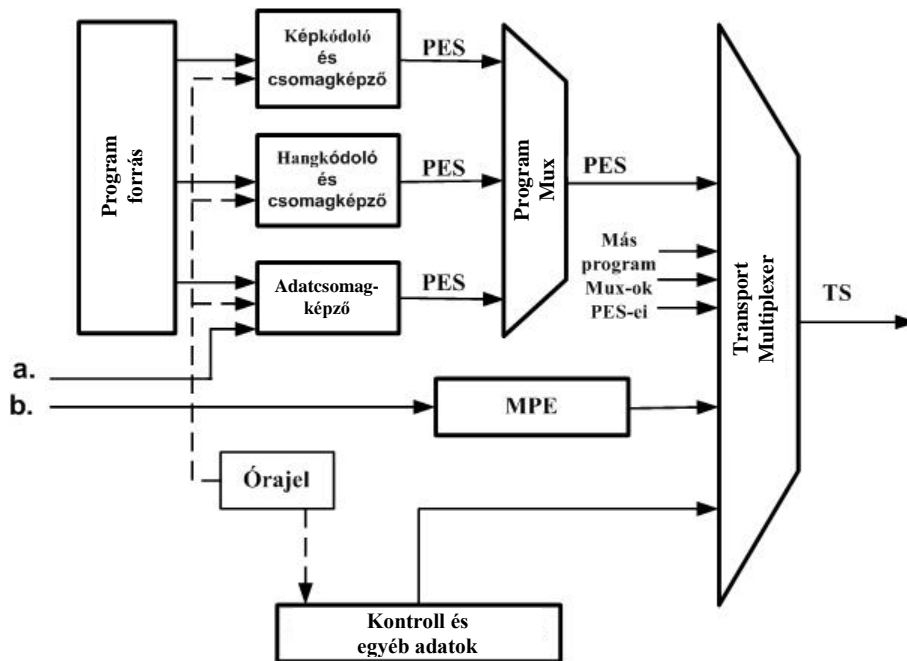 Program
forrás
Képkódoló
és
csomagképző
PES
Hangkódoló
és
csomagképző
PES
Adatcsomag-
képző
PES
Program
Mux
PES
Más
program
Mux-ok
PES-ei
Transport
Multiplexer
TS
a.
b.
MPE
Órajel
Kontroll és
egyéb adatok